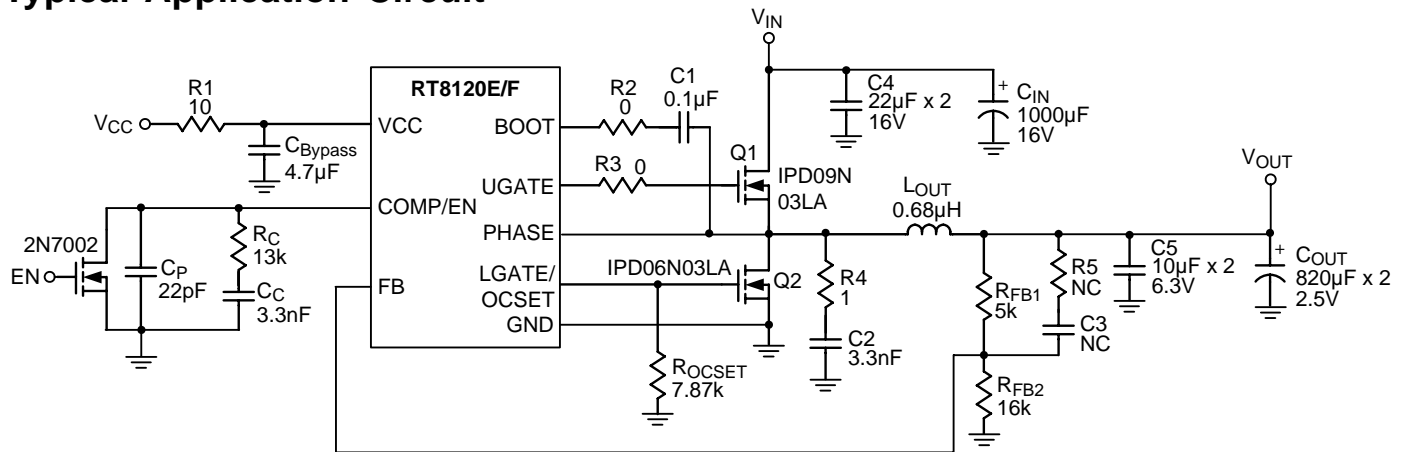 Typical Application Circuit
VIN
RT8120E/F
R1
10
VCC
CBypass
4.7µF
VCC
BOOT
R2
0
C1
0.1µF
C4
22µF x 2
16V
+
CIN
1000µF
16V
Q1
IPD09N
03LA
UGATE
R3 0
VOUT
LOUT
0.68µH
COMP/EN
PHASE
2N7002
EN
CP
22pF
RC
13k
CC
3.3nF
FB
LGATE/
OCSET
GND
IPD06N03LA
Q2
R4
1
C2
3.3nF
ROCSET
7.87k
RFB1
5k
R5
NC
C3
NC
C5
10µF x 2
6.3V
+
COUT
820µF x 2
2.5V
RFB2
16k